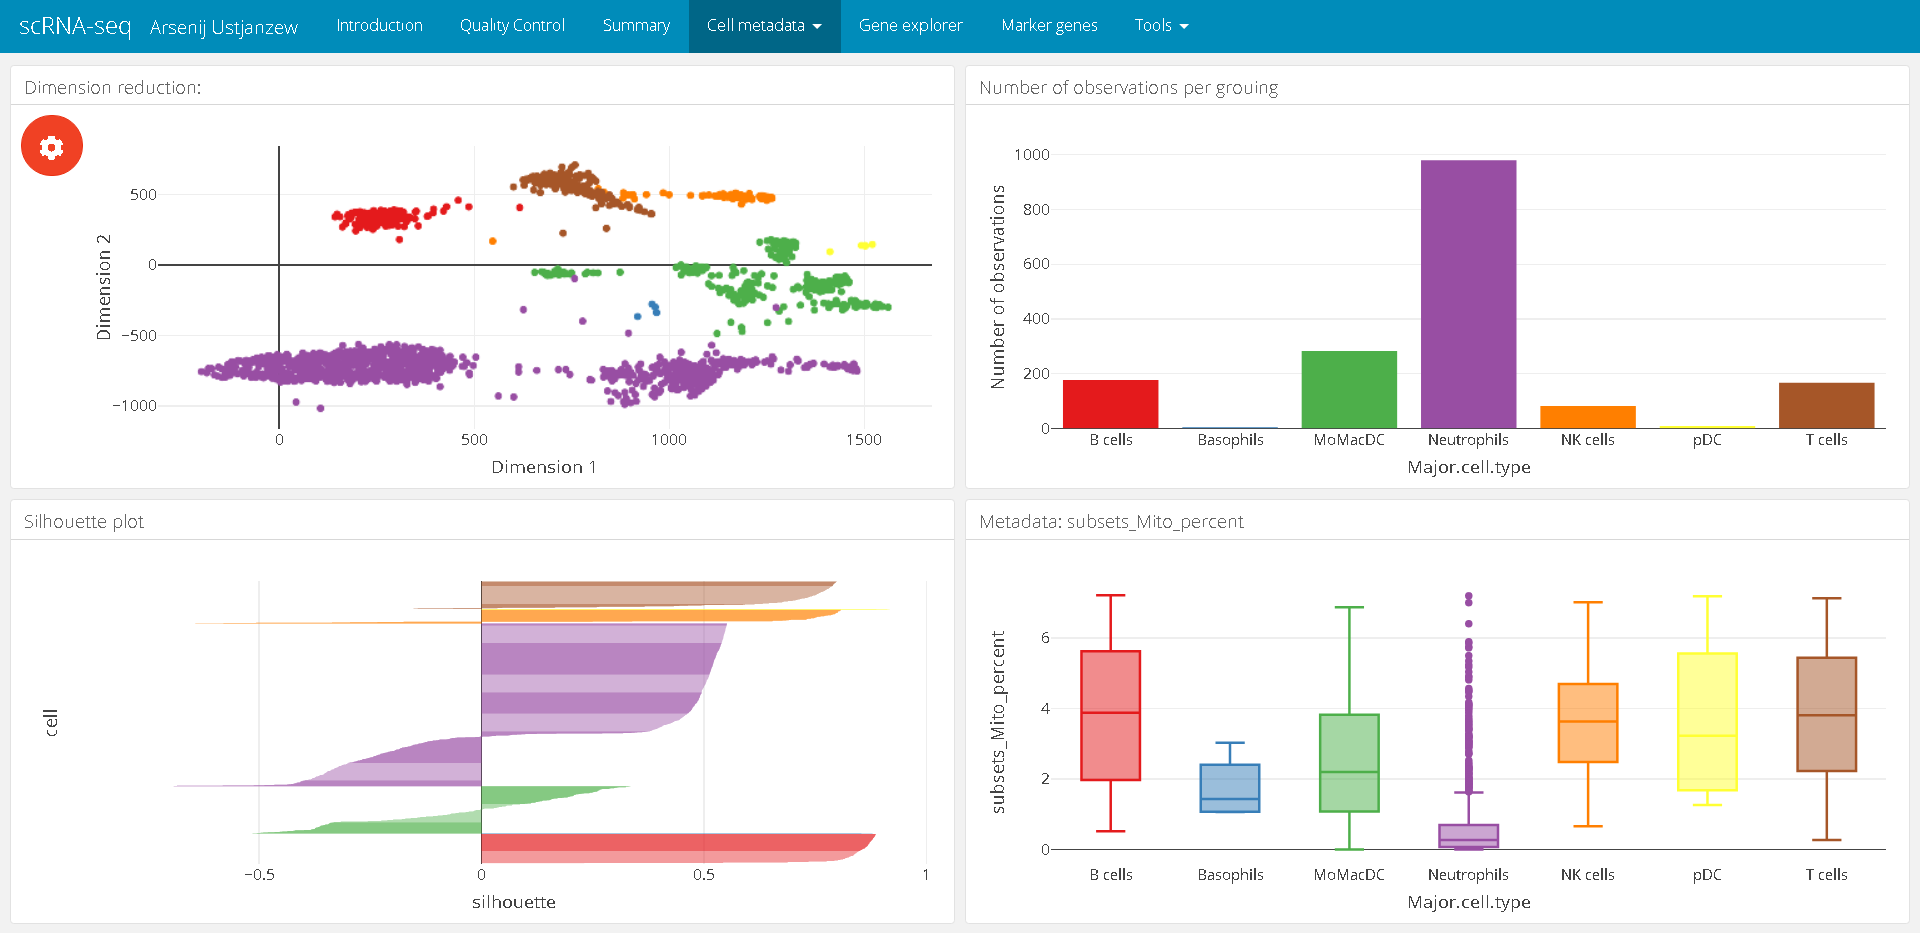 scRNA-seq Arsenij Ustjanzew Introduction Quality Control Summary Cell metadata Gene explorer Marker genes Tools
Dimension reduction:
500
0
−500
−1000
Dimension 2
0 500 1000 1500
Dimension 1
Number of observations per grouing
1000
800
600
400
200
0
Number of observations
B cells Basophils MoMacDC Neutrophils NK cells pDC T cells
Major.cell.type
Silhouette plot
cell
−0.5 0 0.5 1
silhouette
Metadata: subsets_Mito_percent
6
4
2
0
subsets_Mito_percent
B cells Basophils MoMacDC Neutrophils NK cells pDC T cells
Major.cell.type